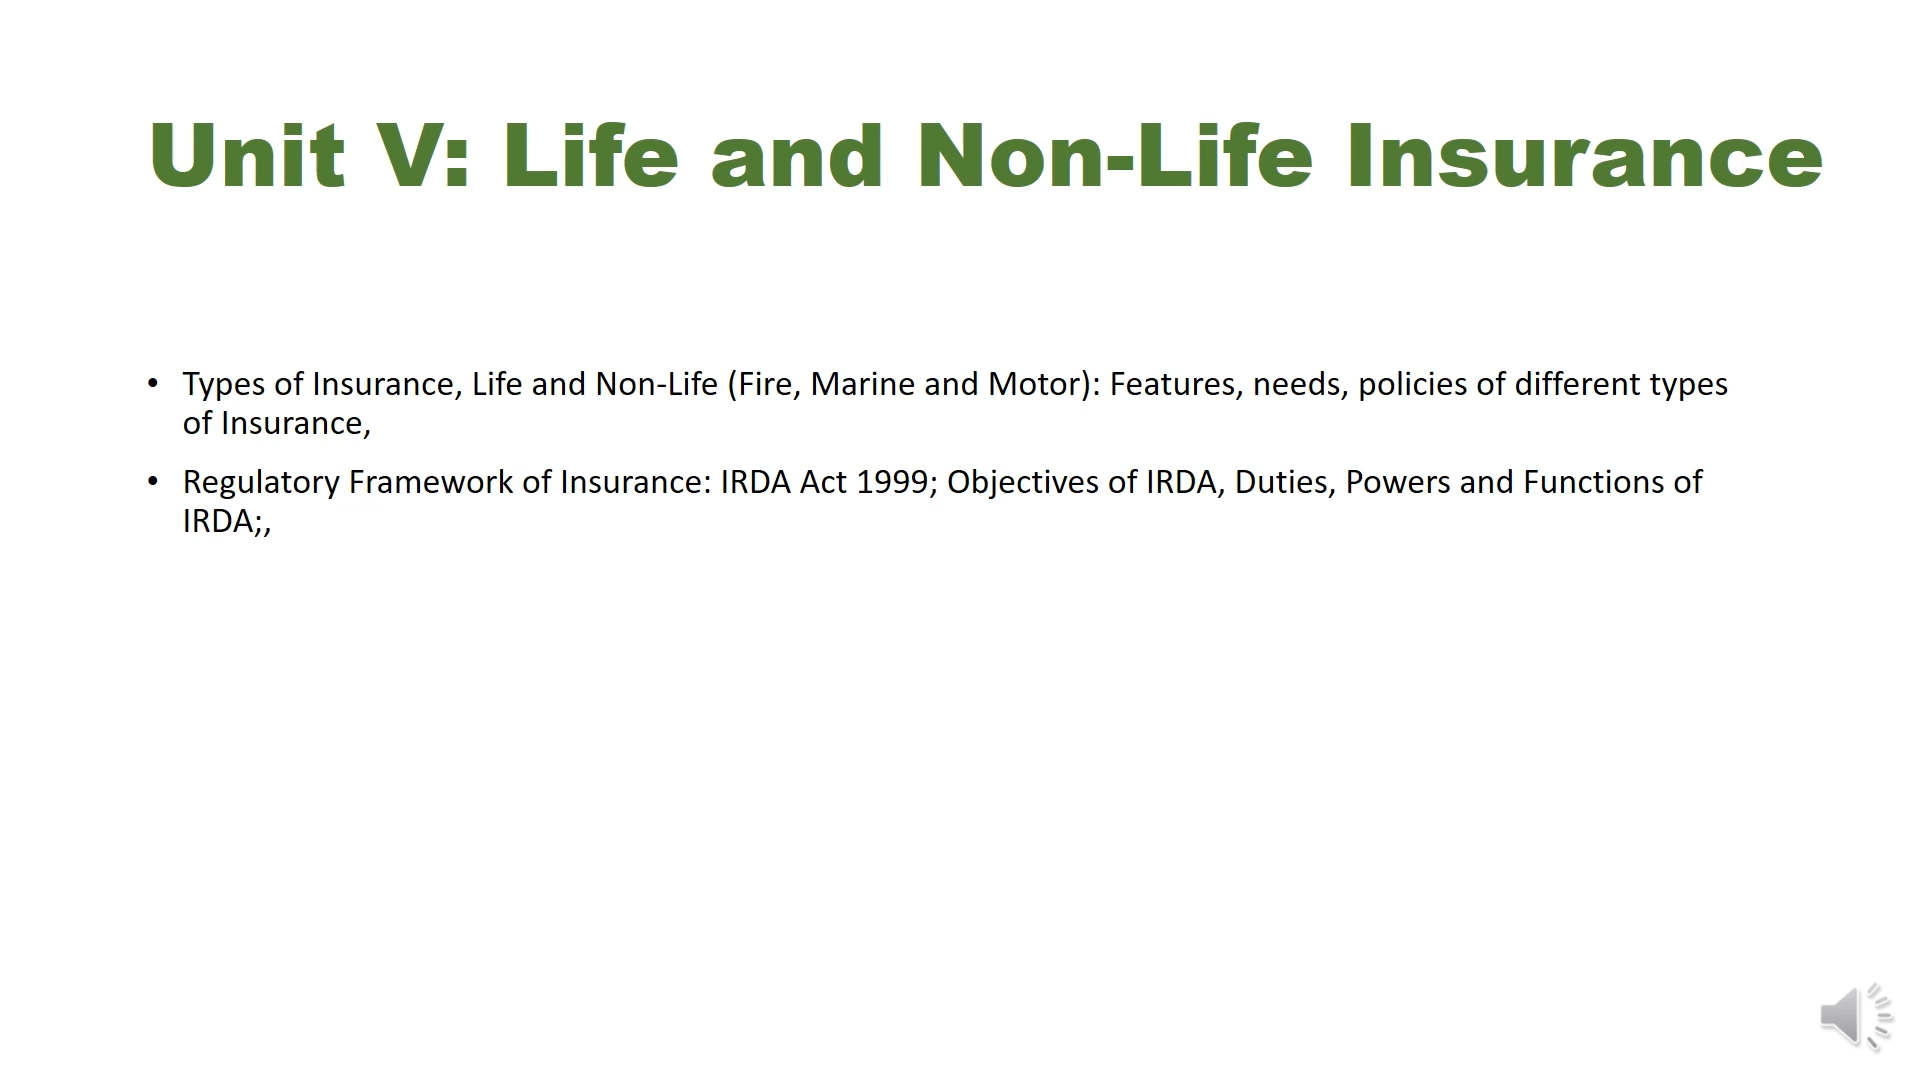 Unit V: Life and Non-Life Insurance
• Types of Insurance, Life and Non-Life (Fire, Marine and Motor): Features, needs, policies of different types
of Insurance,
• Regulatory Framework of Insurance: IRDA Act 1999; Objectives of IRDA, Duties, Powers and Functions of
IRDA;,